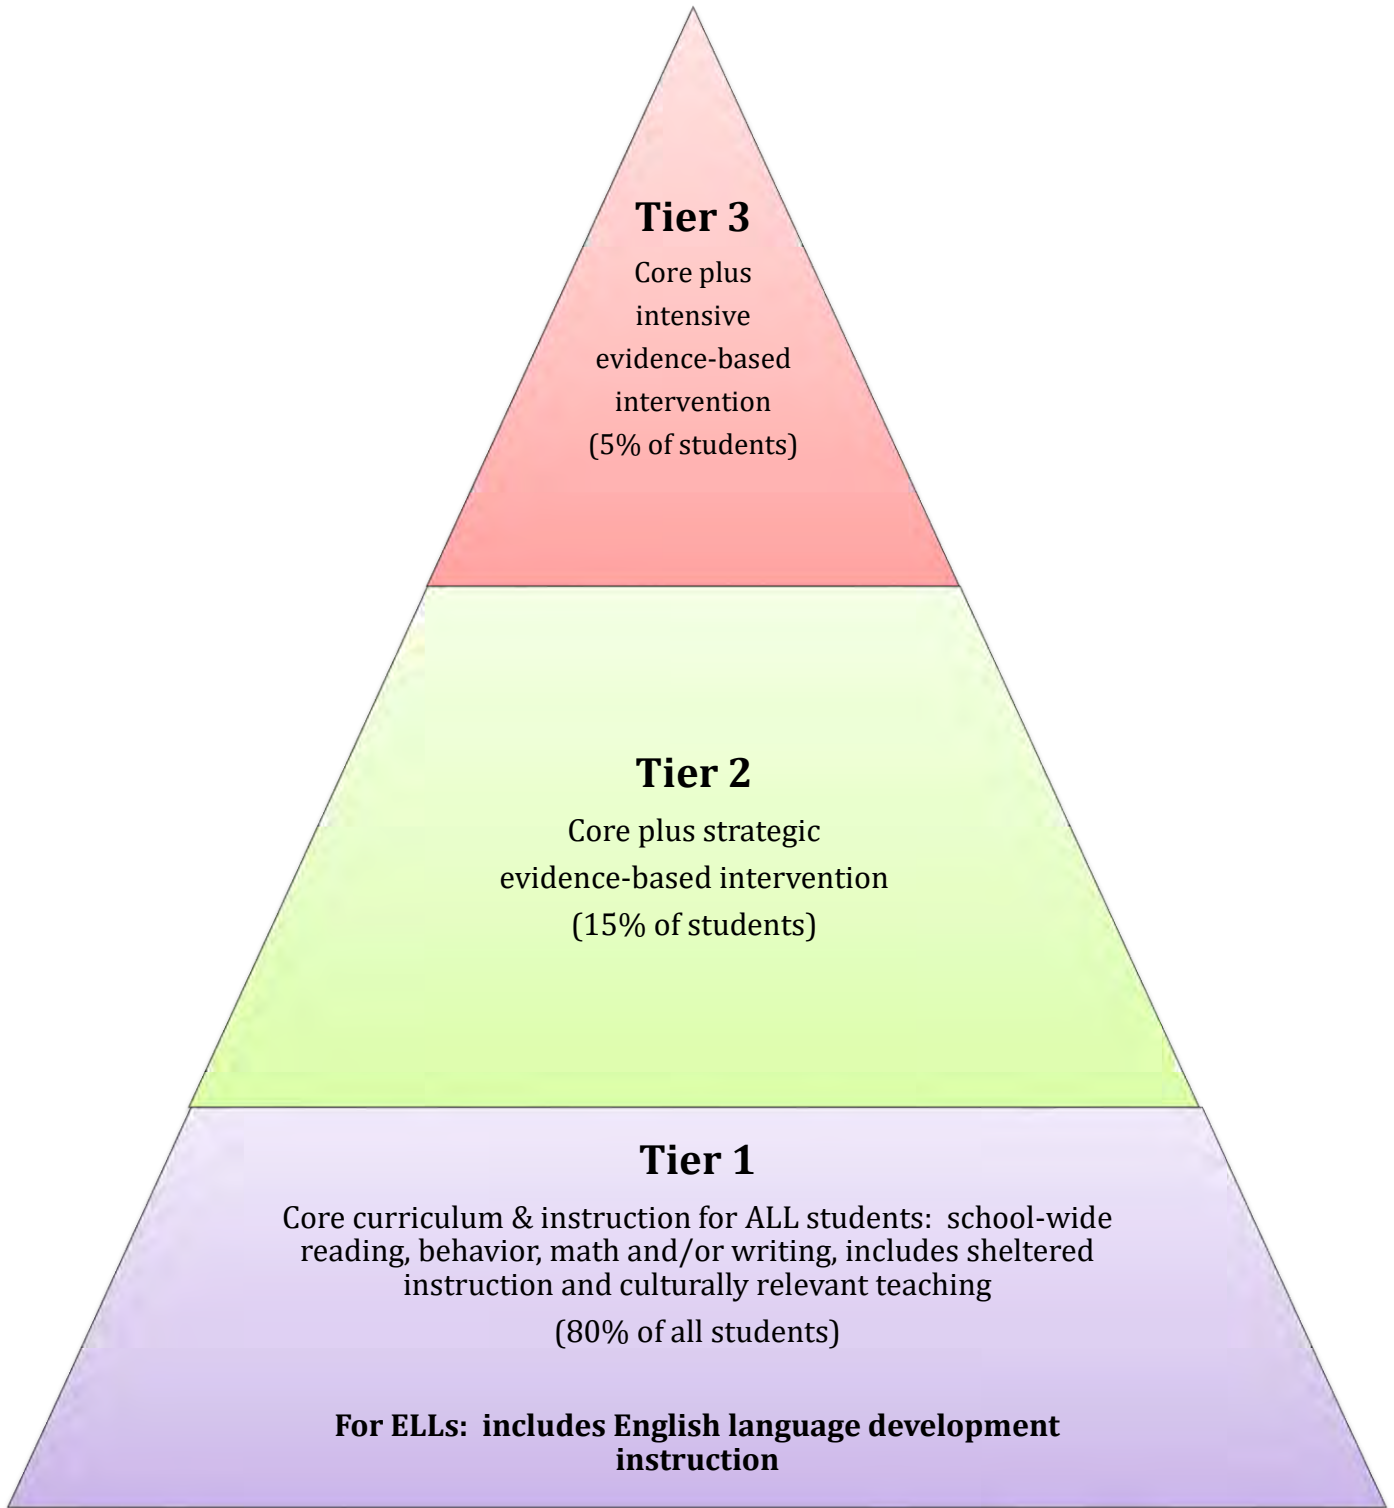 Tier 3
Core plus
intensive
evidence-based
intervention
(5% of students)
Tier 2
Core plus strategic
evidence-based intervention
(15% of students)
Tier 1
Core curriculum & instruction for ALL students:  school-wide
reading, behavior, math and/or writing, includes sheltered
instruction and culturally relevant teaching
(80% of all students)
For ELLs:  includes English language development
instruction